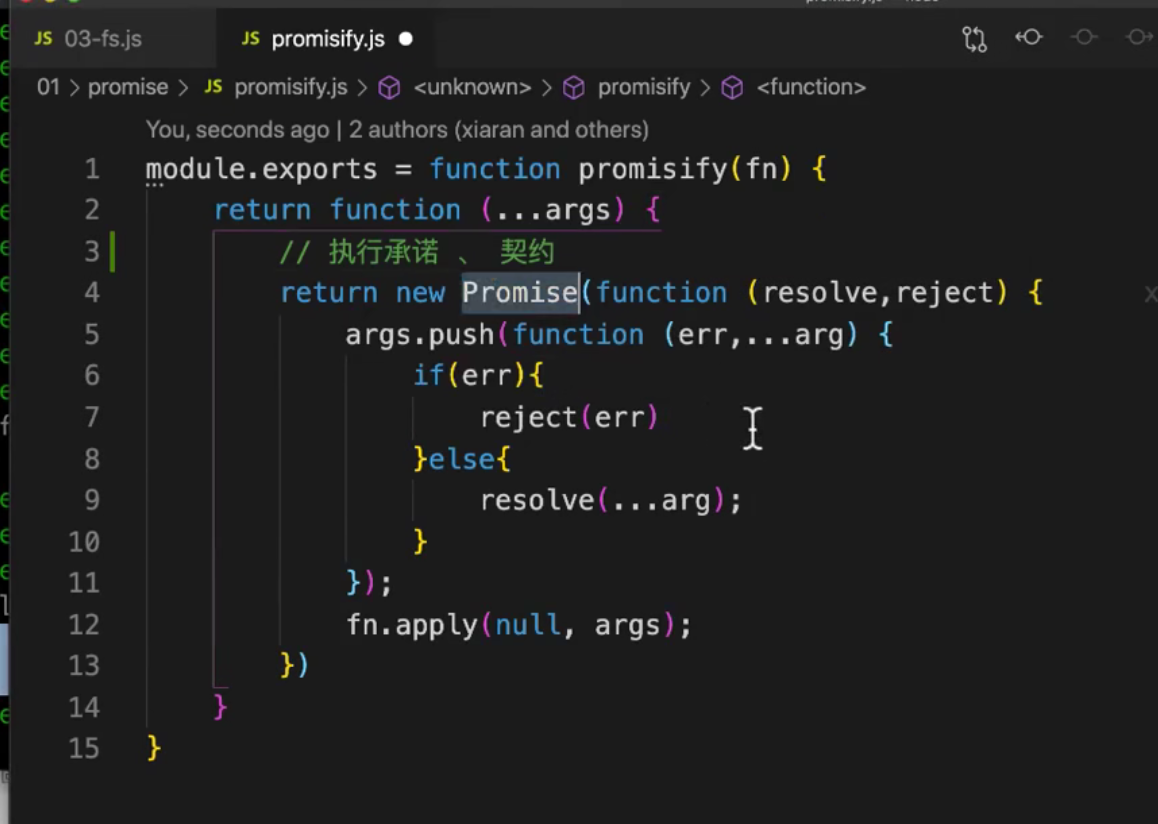 JS 03-fs.js JS promisify.js
01 > promise > JS promisify.js > <unknown> > promisify > <function>
You, seconds ago | 2 authors (xiaran and others)
1 module.exports = function promisify(fn) {
2 return function (...args) {
3 // 执行承诺 、 契约
4 return new Promise(function (resolve,reject) {
5 args.push(function (err,...arg) {
6 if(err){
7 reject(err)
8 }else{
9 resolve(...arg);
10 }
11 });
12 fn.apply(null, args);
13 })
14 }
15 }